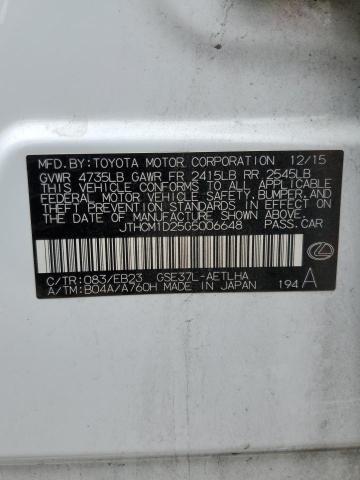 MFD. BY: TOYOTA MOTOR CORPORATION 12/15
GVWR 4735LB GAWR FR 2415LB RR 2545LB
THIS VEHICLE CONFORMS TO ALL APPLICABLE
FEDERAL MOTOR VEHICLE SAFETY, BUMPER, AND
THEFT PREVENTION STANDARDS IN EFFECT ON
THE DATE OF MANUFACTURE SHOWN ABOVE.
JTHCM1D25G5006648 PASS.CAR
C/TR: 083/EB23 GSE37L-AETLHA
A/TM: B04A/A760H MADE IN JAPAN 194 A